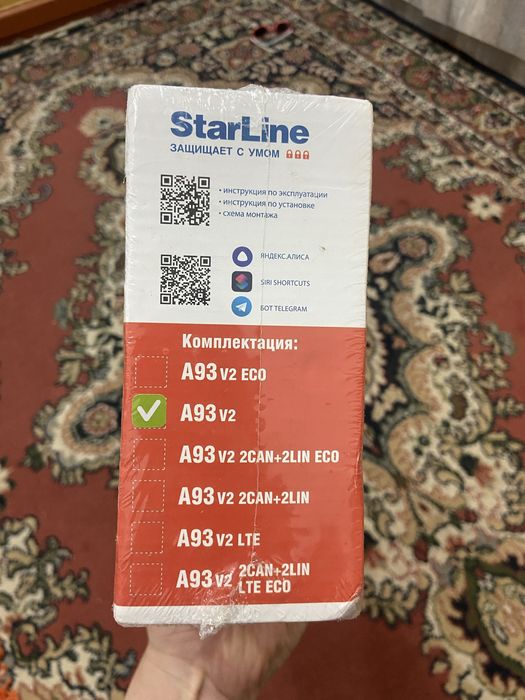 StarLine
ЗАЩИЩАЕТ С УМОМ
• инструкция по эксплуатации
• инструкция по установке
• схема монтажа
ЯНДЕКС.АЛИСА
SIRI SHORTCUTS
БОТ TELEGRAM
Комплектация:
A93 V2 ECO
A93 V2
A93 V2 2CAN+2LIN ECO
A93 V2 2CAN+2LIN
A93 V2 LTE
A93 V2 2CAN+2LIN
LTE ECO